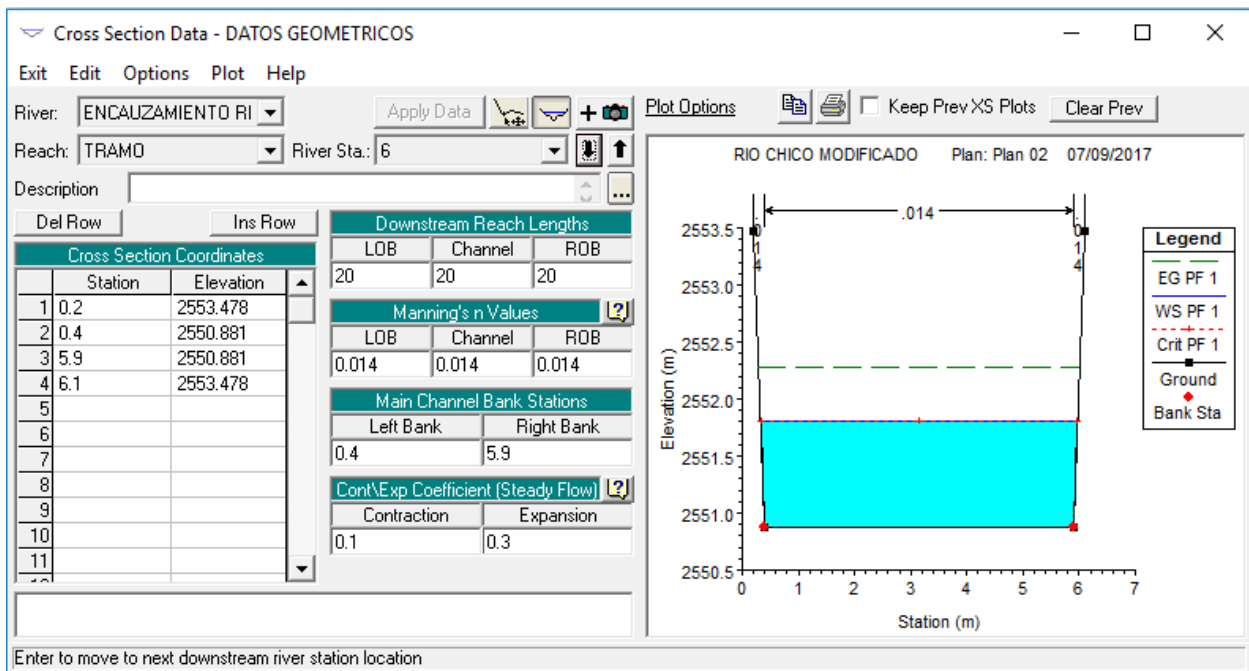 Cross Section Data - DATOS GEOMETRICOS
Exit Edit Options Plot Help
River: ENCAUZAMIENTO RI
Apply Data
Reach: TRAMO River Sta.: 6
Description ...
Del Row Ins Row
Cross Section Coordinates
Station Elevation
1 0.2 2553.478
2 0.4 2550.881
3 5.9 2550.881
4 6.1 2553.478
5
6
7
8
9
10
11
Downstream Reach Lengths
LOB Channel ROB
20 20 20
Manning's n Values
LOB Channel ROB
0.014 0.014 0.014
Main Channel Bank Stations
Left Bank Right Bank
0.4 5.9
Cont\Exp Coefficient (Steady Flow)
Contraction Expansion
0.1 0.3
Plot Options Keep Prev XS Plots Clear Prev
RIO CHICO MODIFICADO Plan: Plan 02 07/09/2017
.014
.014
.014
2553.5
2553.0
2552.5
2552.0
2551.5
2551.0
2550.5
Elevation (m)
0 1 2 3 4 5 6 7
Station (m)
Legend
EG PF 1
WS PF 1
Crit PF 1
Ground
Bank Sta
Enter to move to next downstream river station location